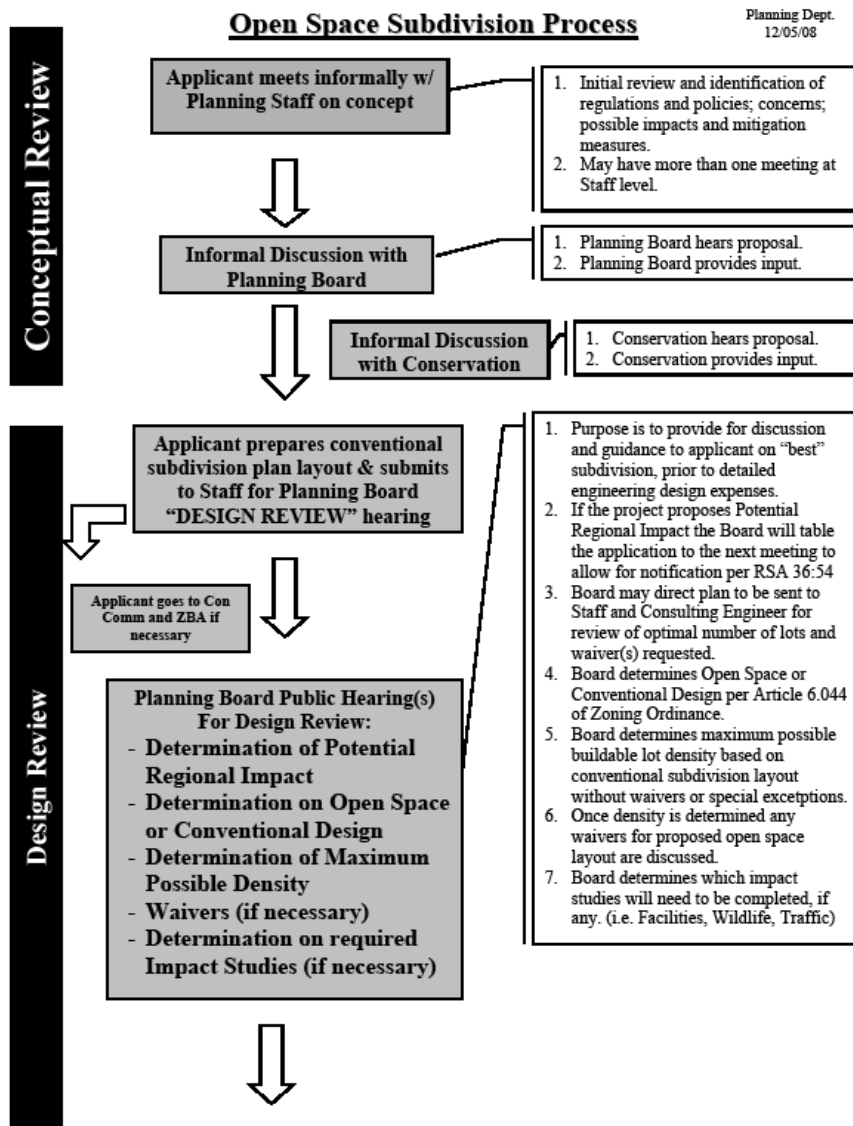 Open Space Subdivision Process
Planning Dept.
12/05/08
Conceptual Review
Applicant meets informally w/
Planning Staff on concept
1. Initial review and identification of
regulations and policies; concerns;
possible impacts and mitigation
measures.
2. May have more than one meeting at
Staff level.
Informal Discussion with
Planning Board
1. Planning Board hears proposal.
2. Planning Board provides input.
Informal Discussion
with Conservation
1. Conservation hears proposal.
2. Conservation provides input.
Design Review
Applicant prepares conventional
subdivision plan layout & submits
to Staff for Planning Board
“DESIGN REVIEW” hearing
Applicant goes to Con
Comm and ZBA if
necessary
Planning Board Public Hearing(s)
For Design Review:
- Determination of Potential
Regional Impact
- Determination on Open Space
or Conventional Design
- Determination of Maximum
Possible Density
- Waivers (if necessary)
- Determination on required
Impact Studies (if necessary)
1. Purpose is to provide for discussion
and guidance to applicant on “best”
subdivision, prior to detailed
engineering design expenses.
2. If the project proposes Potential
Regional Impact the Board will table
the application to the next meeting to
allow for notification per RSA 36:54
3. Board may direct plan to be sent to
Staff and Consulting Engineer for
review of optimal number of lots and
waiver(s) requested.
4. Board determines Open Space or
Conventional Design per Article 6.044
of Zoning Ordinance.
5. Board determines maximum possible
buildable lot density based on
conventional subdivision layout
without waivers or special excetptions.
6. Once density is determined any
waivers for proposed open space
layout are discussed.
7. Board determines which impact
studies will need to be completed, if
any. (i.e. Facilities, Wildlife, Traffic)